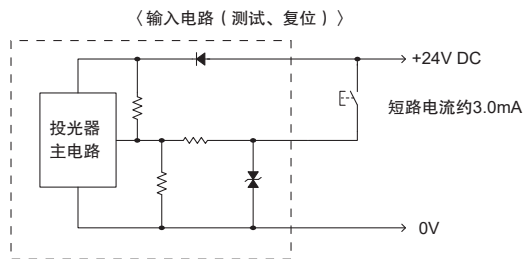 〈输入电路（测试、复位）〉
+24V DC
短路电流约3.0mA
投光器
主电路
0V